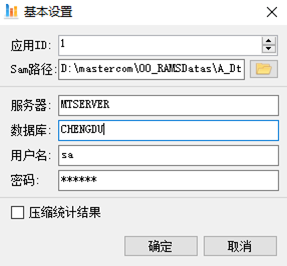 基本设置
应用ID: 1
Sam路径: D:\mastercom\OO_RAMSDatas\A_Dt
服务器: MTSERVER
数据库: CHENGDU
用户名: sa
密码: ******
压缩统计结果
确定 取消